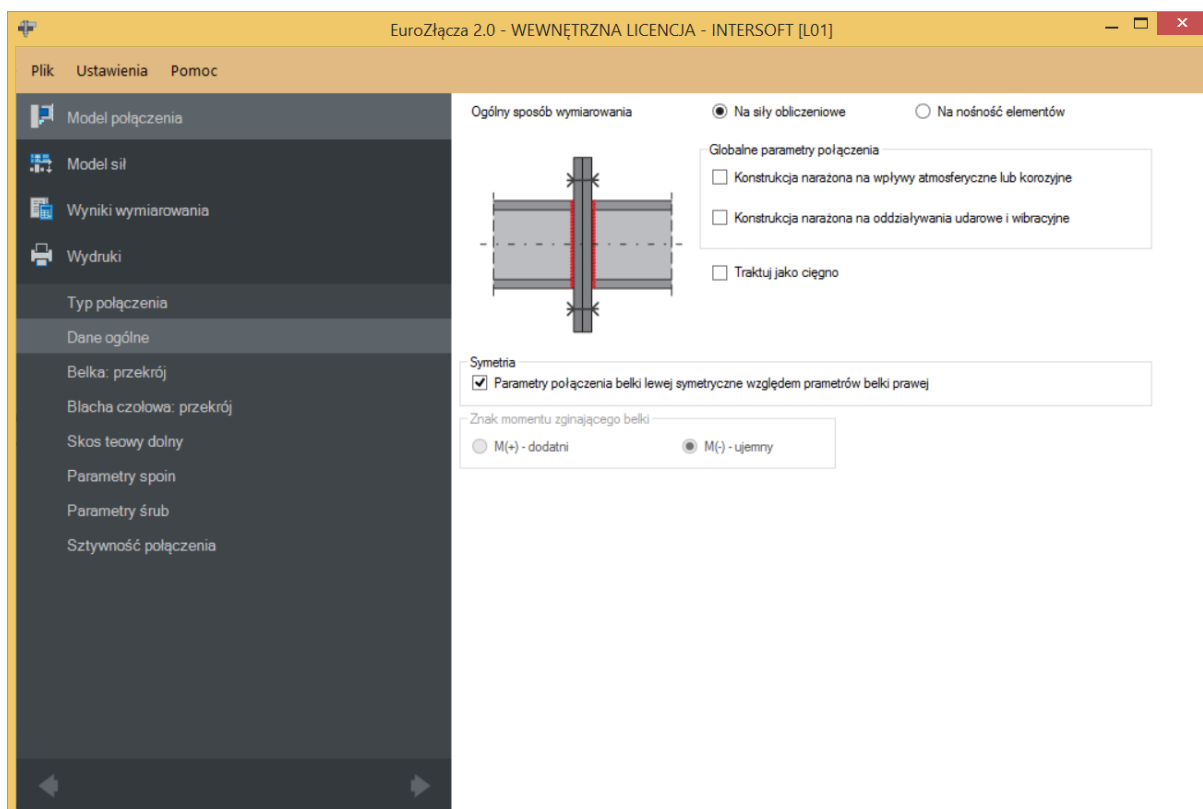 EuroZłącza 2.0 - WEWNĘTRZNA LICENCJA - INTERSOFT [L01]
Plik Ustawienia Pomoc
Model połączenia
Model sił
Wyniki wymiarowania
Wydruki
Typ połączenia
Dane ogólne
Belka: przekrój
Blacha czołowa: przekrój
Skos teowy dolny
Parametry spoin
Parametry śrub
Sztywność połączenia
Ogólny sposób wymiarowania Na siły obliczeniowe Na nośność elementów
Globalne parametry połączenia
Konstrukcja narażona na wpływy atmosferyczne lub korozyjne
Konstrukcja narażona na oddziaływania udarowe i wibracyjne
Traktuj jako cięgno
Symetria
Parametry połączenia belki lewej symetryczne względem prametrów belki prawej
Znak momentu zginającego belki
M(+) - dodatni M(-) - ujemny